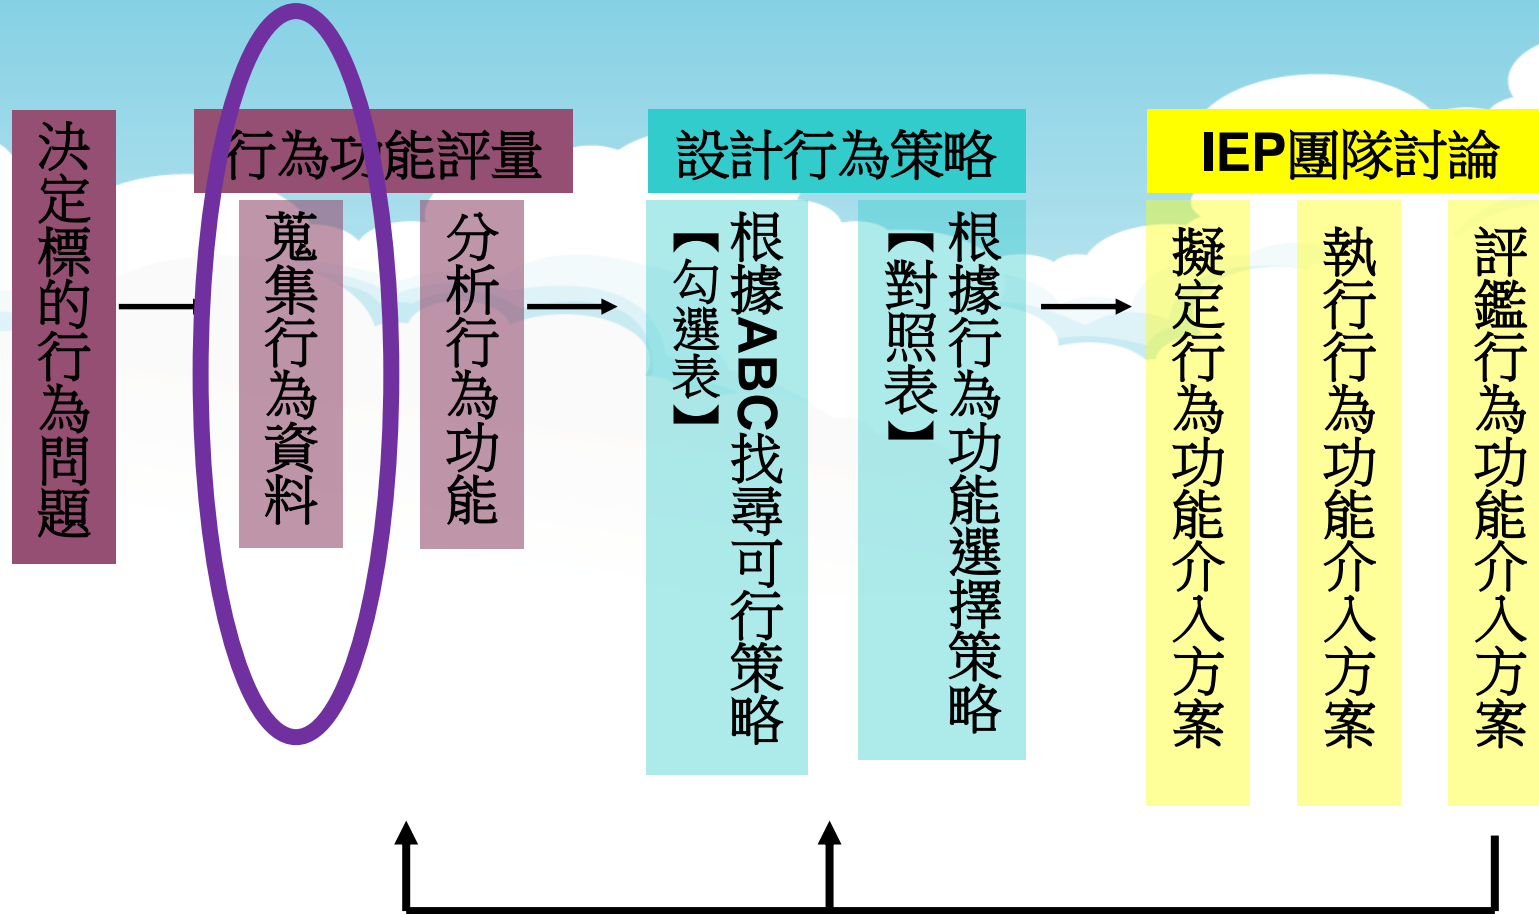 決定標的行為問題
行為功能評量
蒐集行為資料
分析行為功能
設計行為策略
根據ABC找尋可行策略
【勾選表】
根據行為功能選擇策略
【對照表】
IEP團隊討論
擬定行為功能介入方案
執行行為功能介入方案
評鑑行為功能介入方案